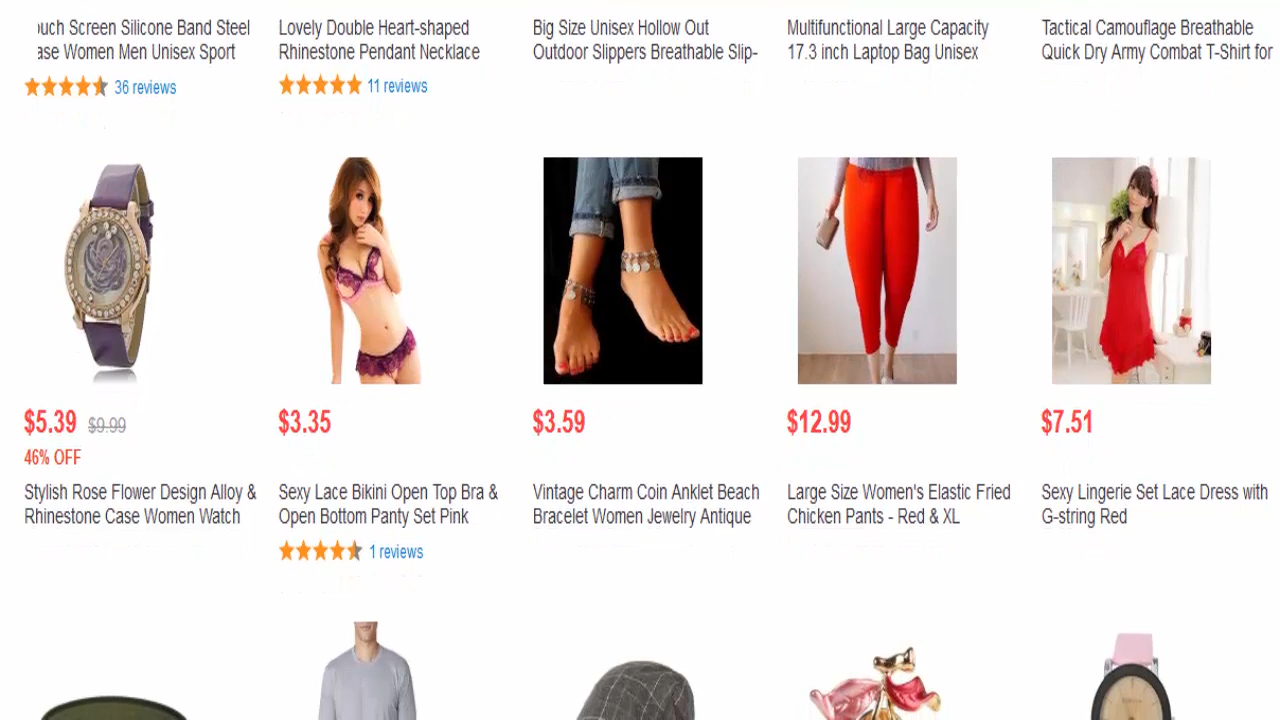 ouch Screen Silicone Band Steel
ase Women Men Unisex Sport
36 reviews
Lovely Double Heart-shaped
Rhinestone Pendant Necklace
11 reviews
Big Size Unisex Hollow Out
Outdoor Slippers Breathable Slip-
Multifunctional Large Capacity
17.3 inch Laptop Bag Unisex
Tactical Camouflage Breathable
Quick Dry Army Combat T-Shirt for
$5.39 $9.99
46% OFF
Stylish Rose Flower Design Alloy &
Rhinestone Case Women Watch
$3.35
Sexy Lace Bikini Open Top Bra &
Open Bottom Panty Set Pink
1 reviews
$3.59
Vintage Charm Coin Anklet Beach
Bracelet Women Jewelry Antique
$12.99
Large Size Women's Elastic Fried
Chicken Pants - Red & XL
$7.51
Sexy Lingerie Set Lace Dress with
G-string Red